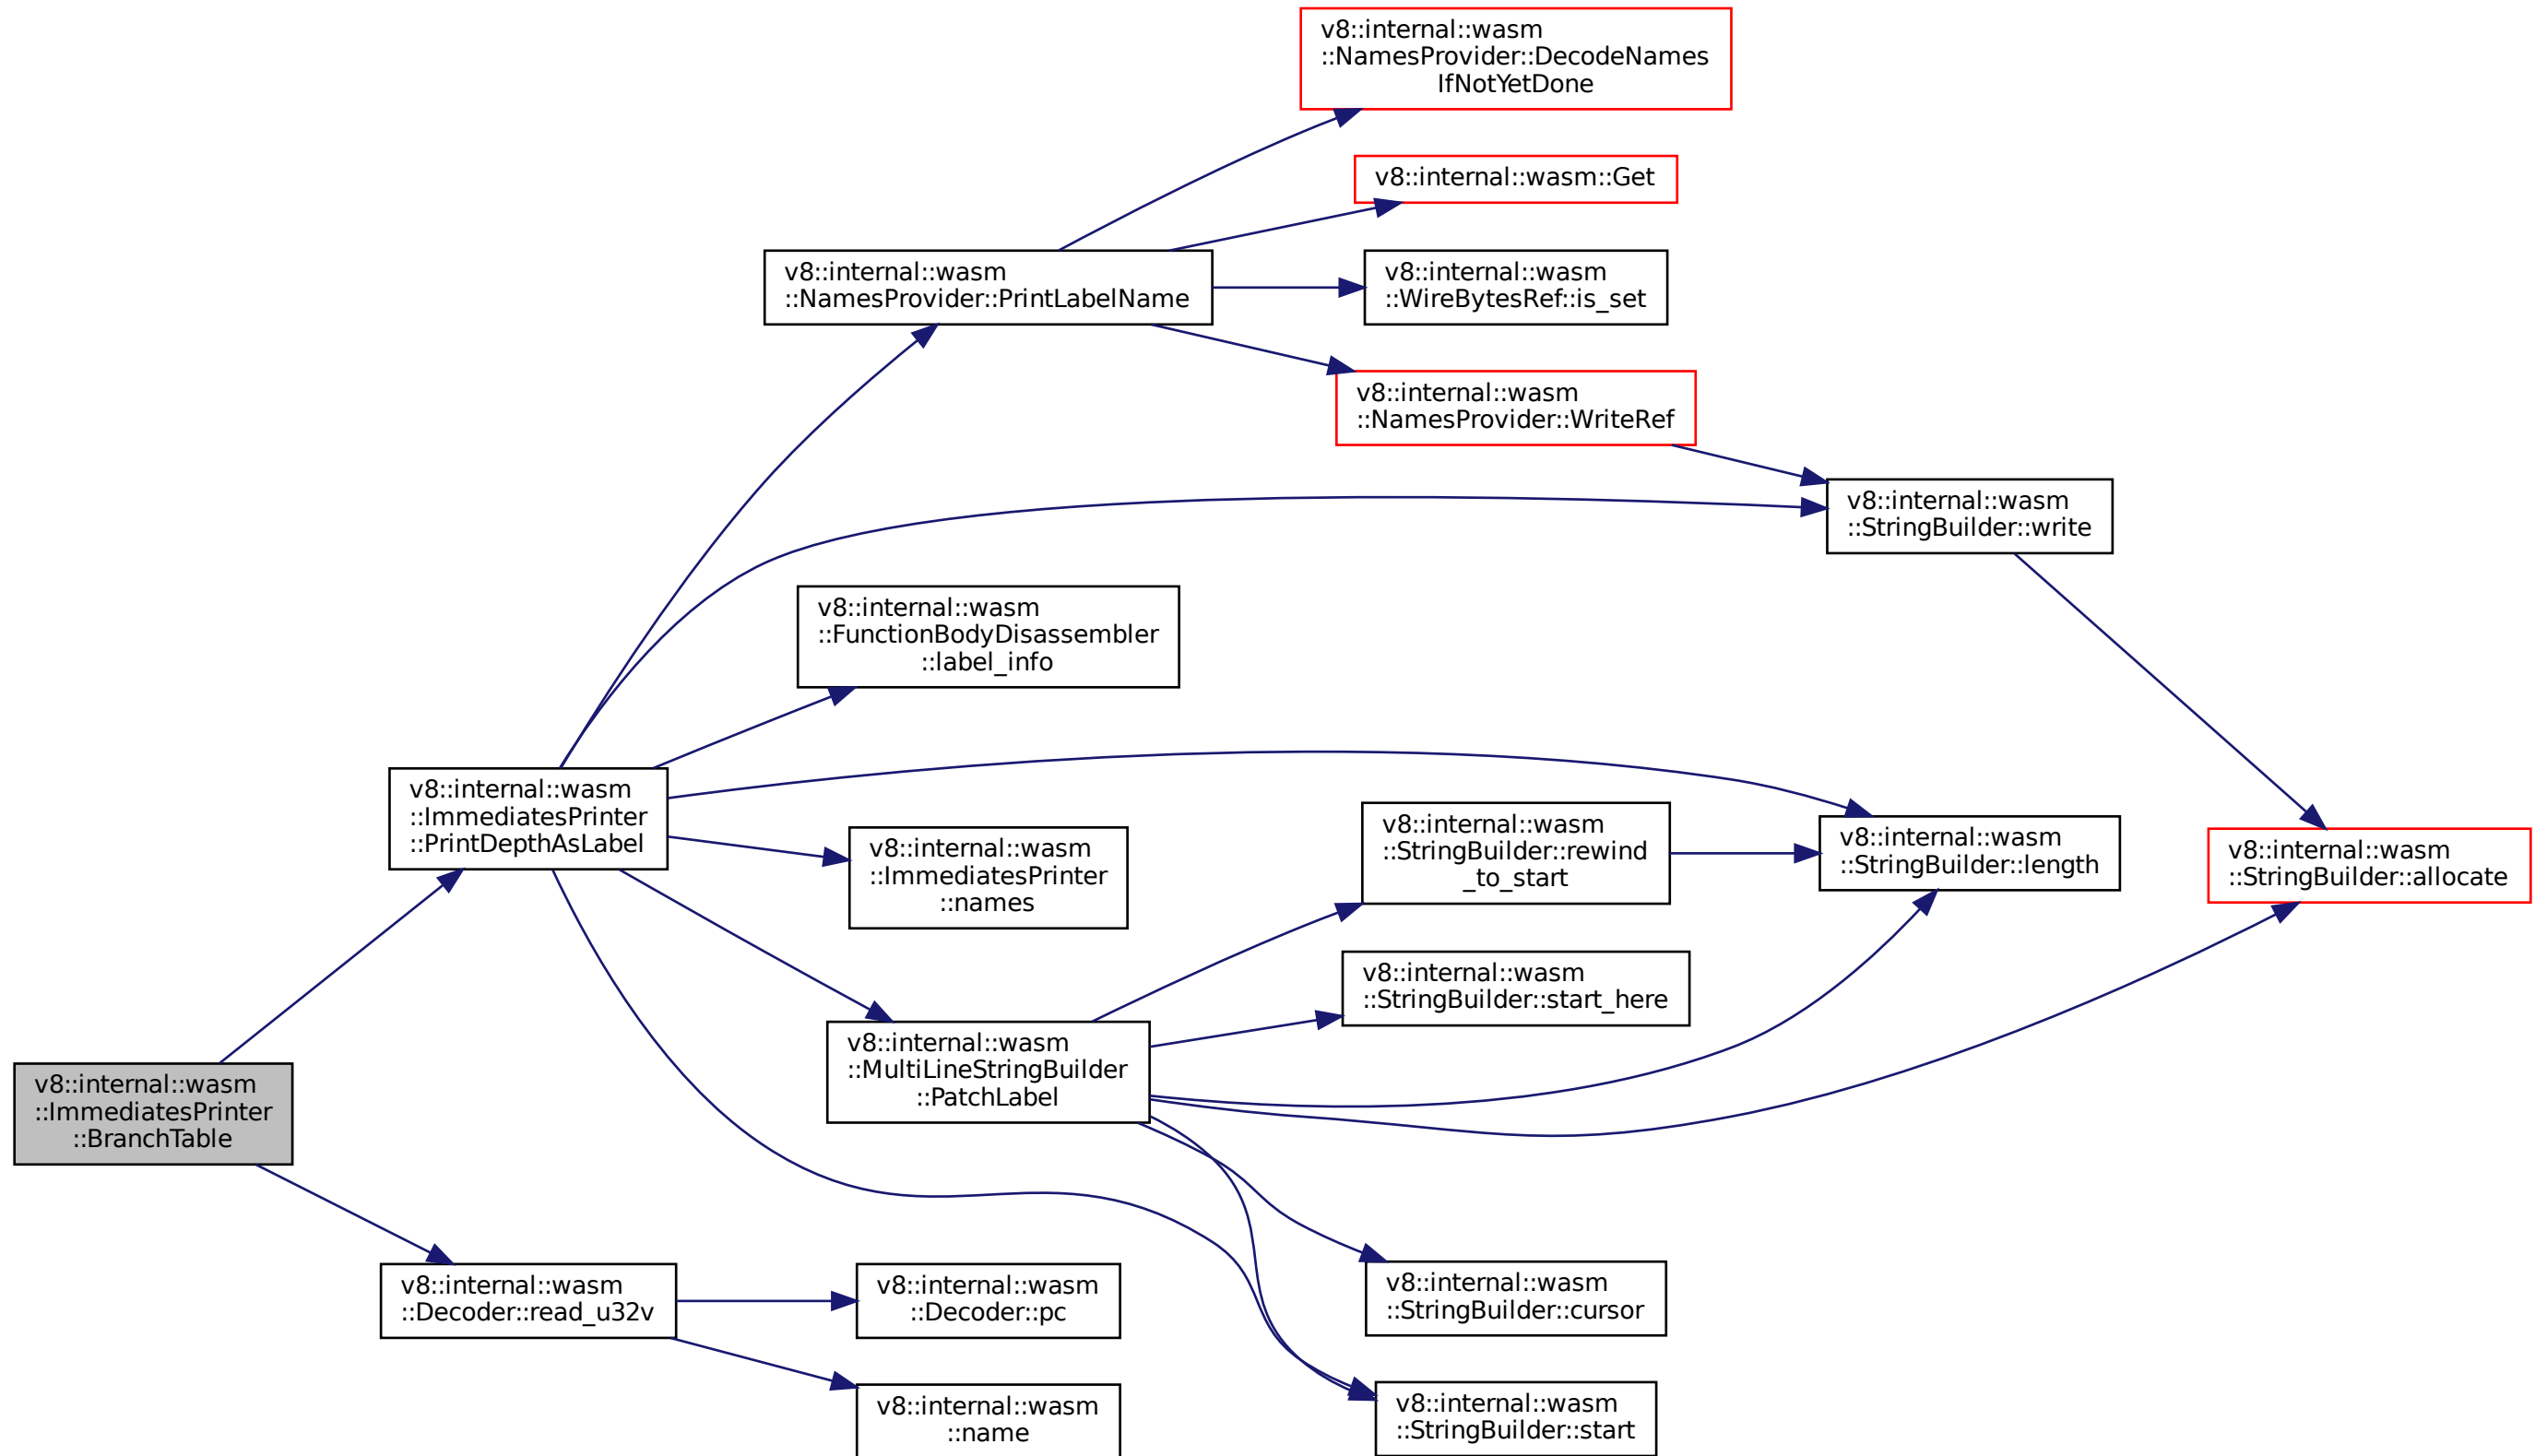 v8::internal::wasm
::NamesProvider::DecodeNames
IfNotYetDone
v8::internal::wasm::Get
v8::internal::wasm
::NamesProvider::PrintLabelName
v8::internal::wasm
::WireBytesRef::is_set
v8::internal::wasm
::NamesProvider::WriteRef
v8::internal::wasm
::StringBuilder::write
v8::internal::wasm
::FunctionBodyDisassembler
::label_info
v8::internal::wasm
::ImmediatesPrinter
::PrintDepthAsLabel
v8::internal::wasm
::ImmediatesPrinter
::names
v8::internal::wasm
::StringBuilder::rewind
_to_start
v8::internal::wasm
::StringBuilder::length
v8::internal::wasm
::StringBuilder::allocate
v8::internal::wasm
::StringBuilder::start_here
v8::internal::wasm
::MultiLineStringBuilder
::PatchLabel
v8::internal::wasm
::ImmediatesPrinter
::BranchTable
v8::internal::wasm
::Decoder::read_u32v
v8::internal::wasm
::Decoder::pc
v8::internal::wasm
::StringBuilder::cursor
v8::internal::wasm
::name
v8::internal::wasm
::StringBuilder::start